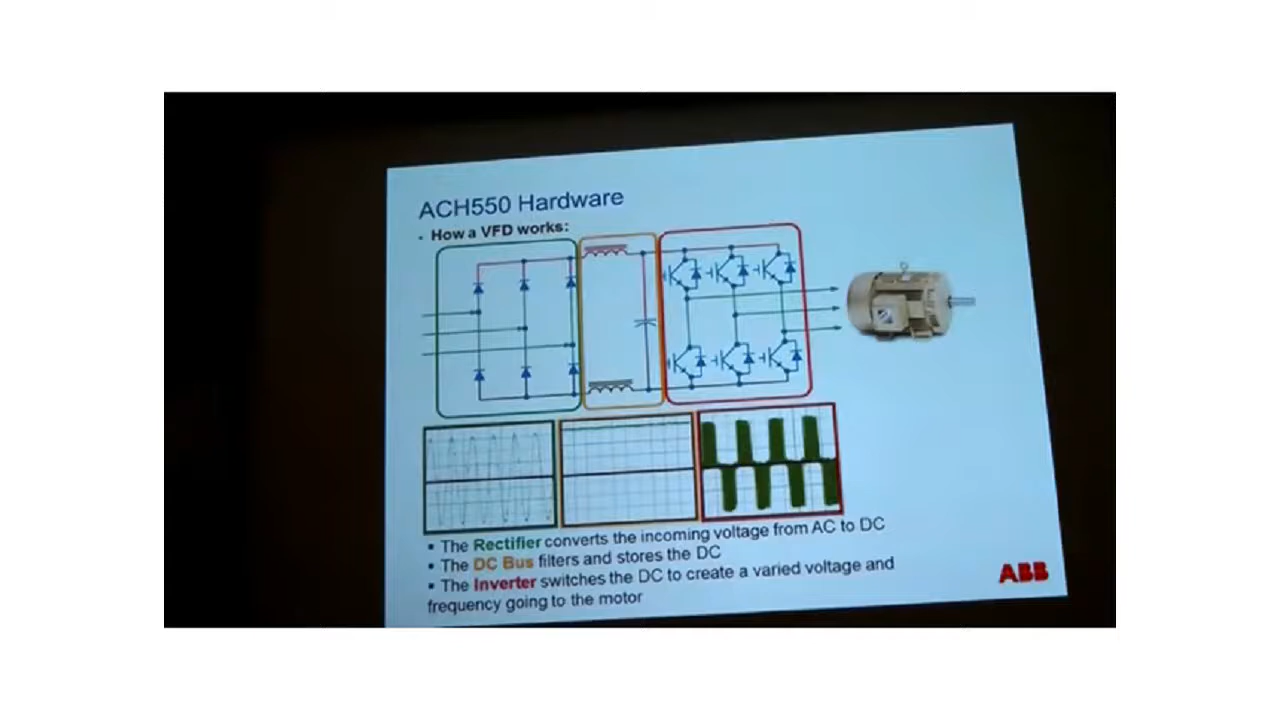 ACH550 Hardware
- How a VFD works:
▪ The Rectifier converts the incoming voltage from AC to DC
▪ The DC Bus filters and stores the DC
▪ The Inverter switches the DC to create a varied voltage and
frequency going to the motor
ABB